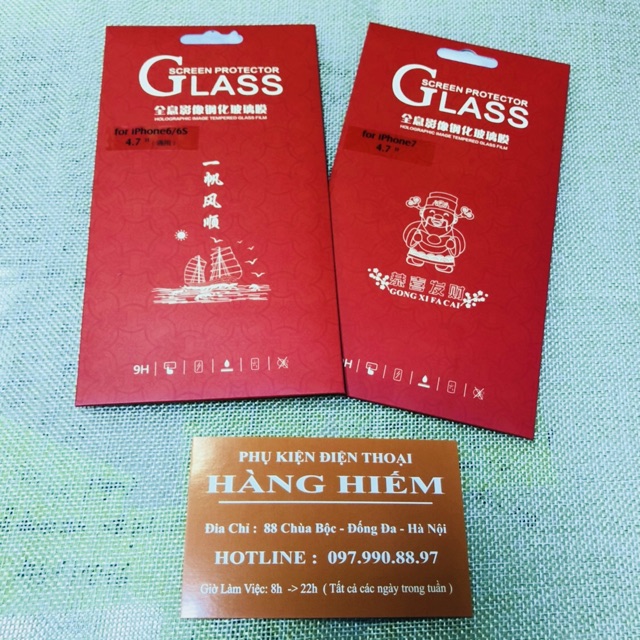 SCREEN PROTECTOR
GLASS
全息影像钢化玻璃膜
HOLOGRAPHIC IMAGE TEMPERED GLASS FILM
for iPhone6/6S
4.7"
一帆风顺
9H
SCREEN PROTECTOR
GLASS
全息影像钢化玻璃膜
HOLOGRAPHIC IMAGE TEMPERED GLASS FILM
for iPhone7
4.7"
恭喜发财
GONG XI FA CAI
9H
PHỤ KIỆN ĐIỆN THOẠI
HÀNG HIẾM
Đia Chỉ : 88 Chùa Bộc - Đống Đa - Hà Nội
HOTLINE : 097.990.88.97
Giờ Làm Việc: 8h -> 22h ( Tất cả các ngày trong tuần )